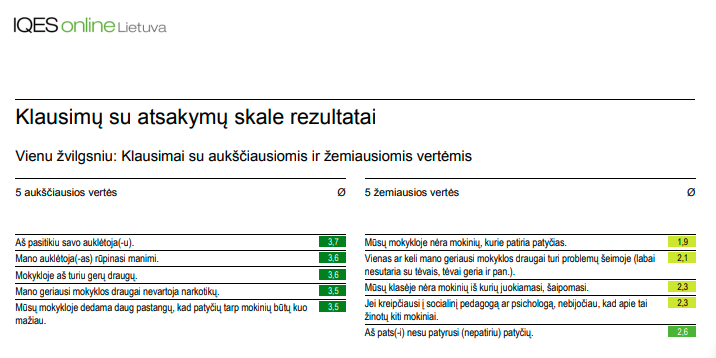 IQES online Lietuva
Klausimų su atsakymų skale rezultatai
Vienu žvilgsniu: Klausimai su aukščiausiomis ir žemiausiomis vertėmis
5 aukščiausios vertės Ø
Aš pasitikiu savo auklėtoja(-u). 3,7
Mano auklėtoja(-as) rūpinasi manimi. 3,6
Mokykloje aš turiu gerų draugų. 3,6
Mano geriausi mokyklos draugai nevartoja narkotikų. 3,5
Mūsų mokykloje dedama daug pastangų, kad patyčių tarp mokinių būtų kuo 3,5
mažiau.
5 žemiausios vertės Ø
Mūsų mokykloje nėra mokinių, kurie patiria patyčias. 1,9
Vienas ar keli mano geriausi mokyklos draugai turi problemų šeimoje (labai 2,1
nesutaria su tėvais, tėvai geria ir pan.).
Mūsų klasėje nėra mokinių iš kurių juokiamasi, šaipomasi. 2,3
Jei kreipčiausi į socialinį pedagogą ar psichologą, nebijočiau, kad apie tai 2,3
žinotų kiti mokiniai.
Aš pats(-i) nesu patyrusi (nepatiriu) patyčių. 2,6